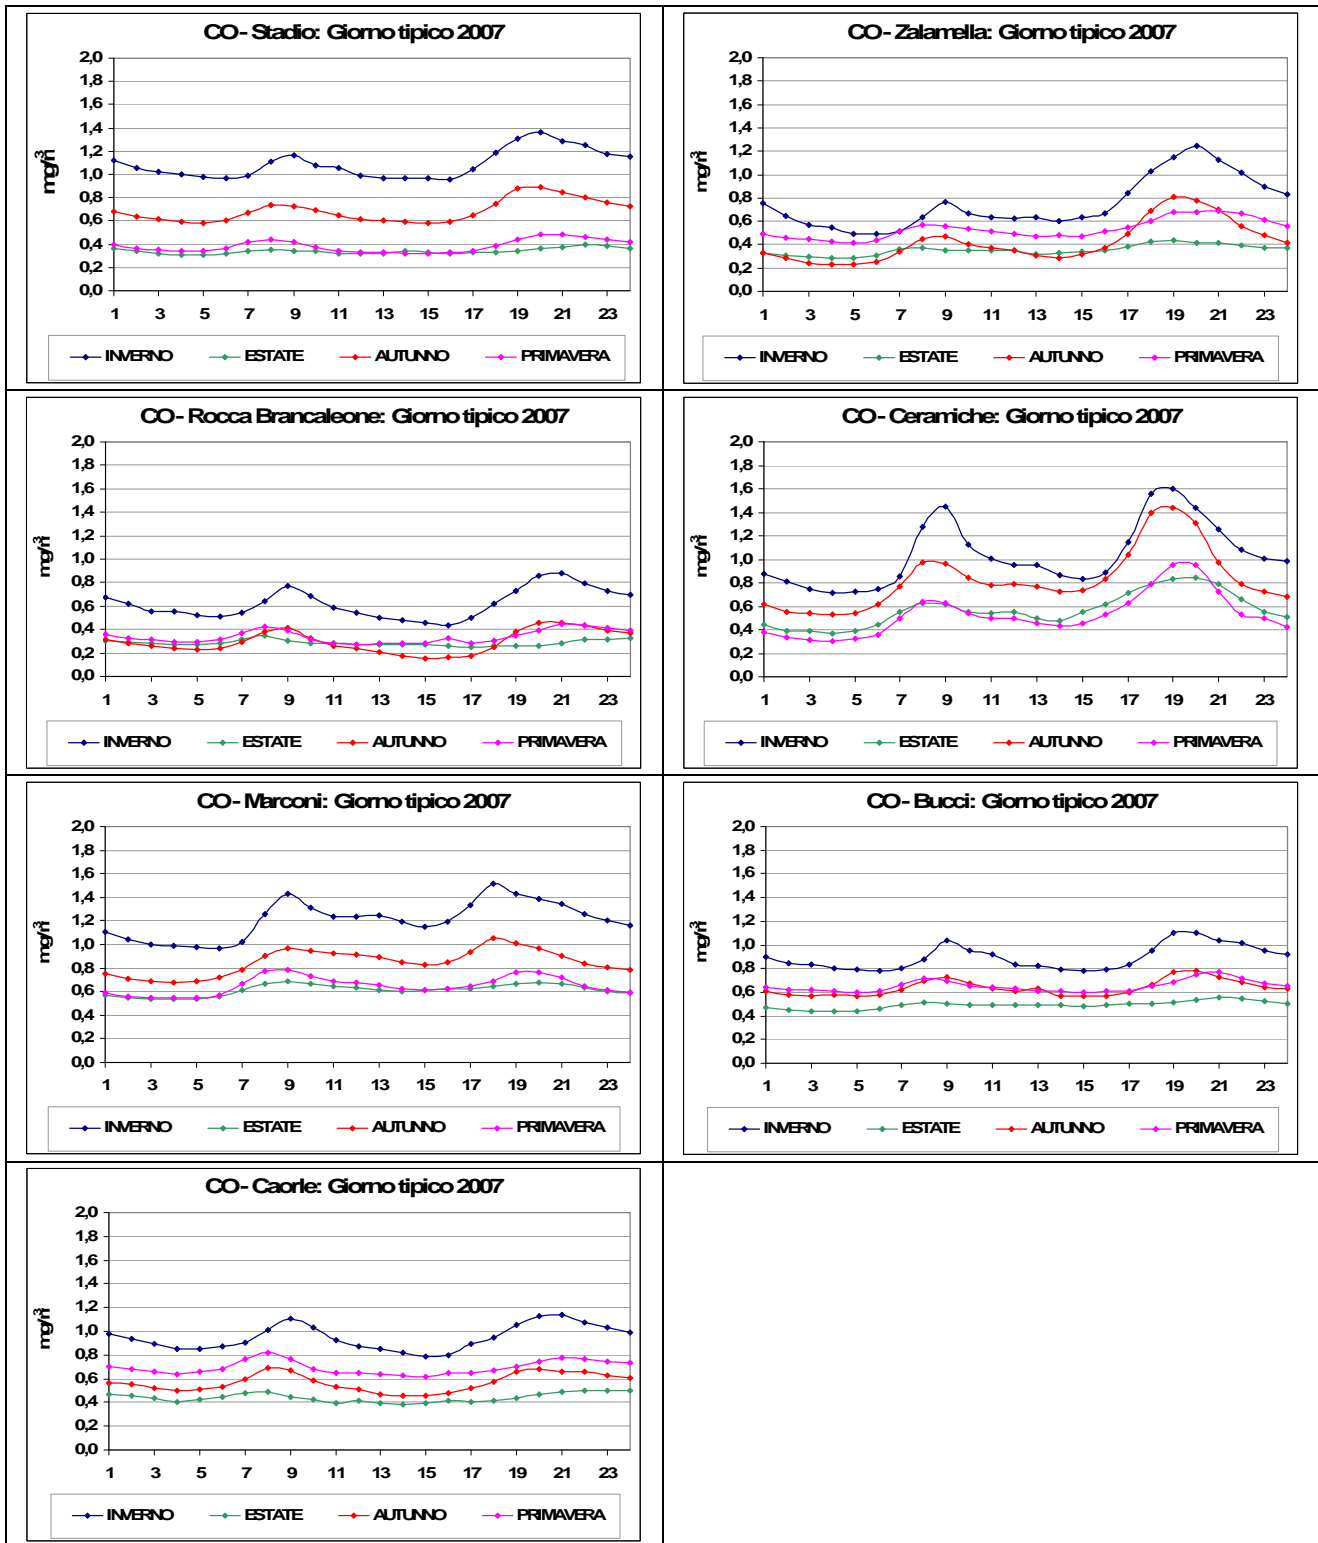 CO - Stadio: Giorno tipico 2007
mg/m³
2,0
1,8
1,6
1,4
1,2
1,0
0,8
0,6
0,4
0,2
0,0
1 3 5 7 9 11 13 15 17 19 21 23
INVERNO ESTATE AUTUNNO PRIMAVERA
CO - Zalamella: Giorno tipico 2007
mg/m³
2,0
1,8
1,6
1,4
1,2
1,0
0,8
0,6
0,4
0,2
0,0
1 3 5 7 9 11 13 15 17 19 21 23
INVERNO ESTATE AUTUNNO PRIMAVERA
CO - Rocca Brancaleone: Giorno tipico 2007
mg/m³
2,0
1,8
1,6
1,4
1,2
1,0
0,8
0,6
0,4
0,2
0,0
1 3 5 7 9 11 13 15 17 19 21 23
INVERNO ESTATE AUTUNNO PRIMAVERA
CO - Ceramiche: Giorno tipico 2007
mg/m³
2,0
1,8
1,6
1,4
1,2
1,0
0,8
0,6
0,4
0,2
0,0
1 3 5 7 9 11 13 15 17 19 21 23
INVERNO ESTATE AUTUNNO PRIMAVERA
CO - Marconi: Giorno tipico 2007
mg/m³
2,0
1,8
1,6
1,4
1,2
1,0
0,8
0,6
0,4
0,2
0,0
1 3 5 7 9 11 13 15 17 19 21 23
INVERNO ESTATE AUTUNNO PRIMAVERA
CO - Bucci: Giorno tipico 2007
mg/m³
2,0
1,8
1,6
1,4
1,2
1,0
0,8
0,6
0,4
0,2
0,0
1 3 5 7 9 11 13 15 17 19 21 23
INVERNO ESTATE AUTUNNO PRIMAVERA
CO - Caorle: Giorno tipico 2007
mg/m³
2,0
1,8
1,6
1,4
1,2
1,0
0,8
0,6
0,4
0,2
0,0
1 3 5 7 9 11 13 15 17 19 21 23
INVERNO ESTATE AUTUNNO PRIMAVERA